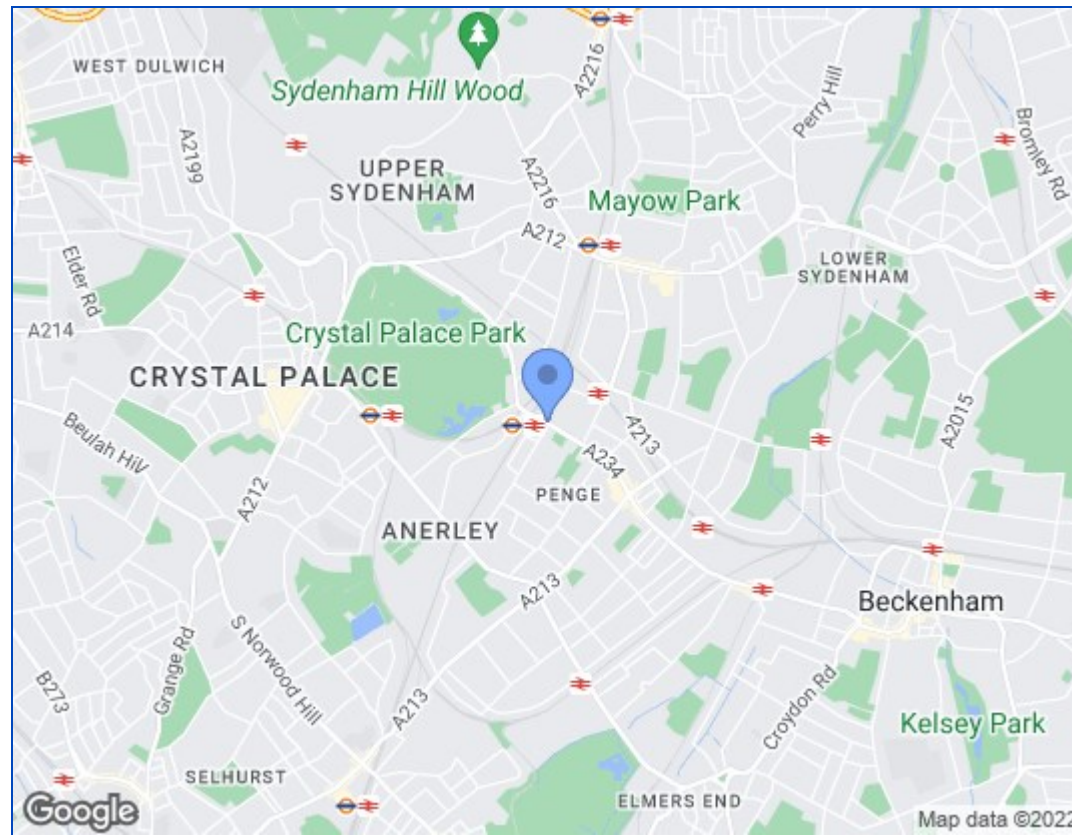 WEST DULWICH
A2199
Sydenham Hill Wood
A2216
Perry Hill
Bromley Rd
UPPER
SYDENHAM
A2216
Mayow Park
A212
LOWER
SYDENHAM
Elder Rd
A214
Crystal Palace Park
CRYSTAL PALACE
A2015
Beulah HiV
A213
A234
A212
PENGE
ANERLEY
A213
Beckenham
S Norwood Hill
Grange Rd
B273
A213
Croydon Rd
Kelsey Park
SELHURST
ELMERS END
Google
Map data ©2022